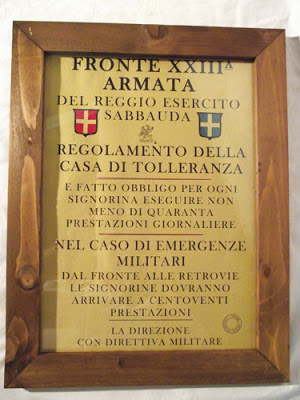 FRONTE XXIIIᴬ
ARMATA
DEL REGGIO ESERCITO
SABBAUDA
REGOLAMENTO DELLA
CASA DI TOLLERANZA
E FATTO OBBLIGO PER OGNI
SIGNORINA ESEGUIRE NON
MENO DI QUARANTA
PRESTAZIONI GIORNALIERE
NEL CASO DI EMERGENZE
MILITARI
DAL FRONTE ALLE RETROVIE
LE SIGNORINE DOVRANNO
ARRIVARE A CENTOVENTI
PRESTAZIONI
LA DIREZIONE
CON DIRETTIVA MILITARE